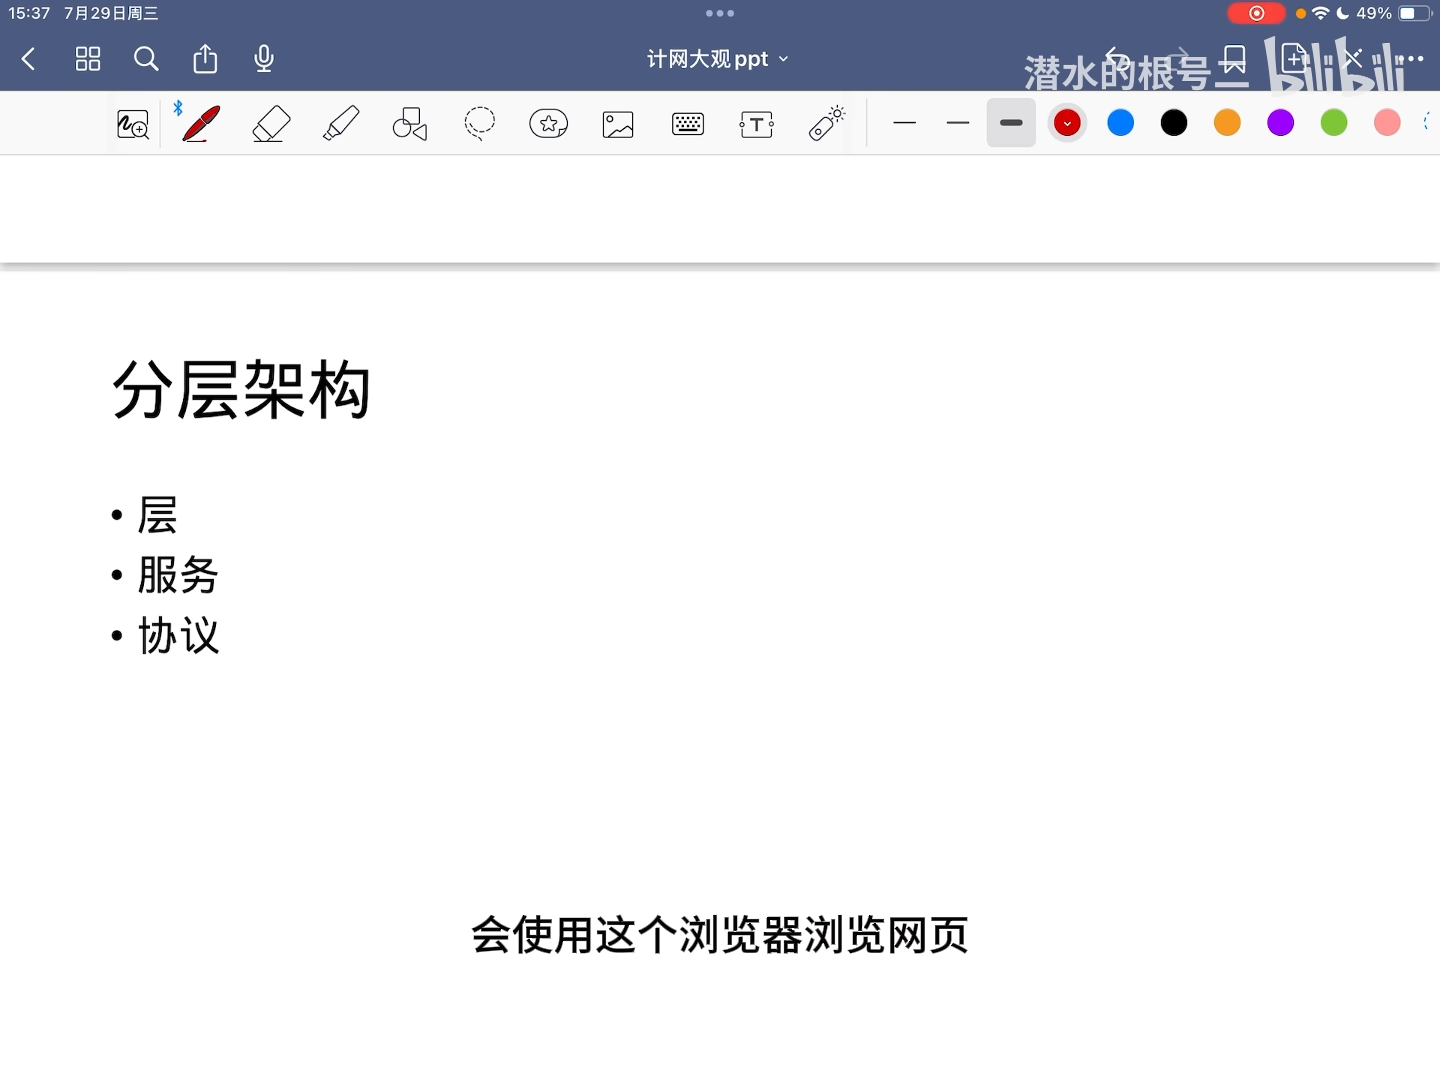 15:37 7月29日周三
49%
计网大观ppt
潜水的根号二 bilibili
T
分层架构
• 层
• 服务
• 协议
会使用这个浏览器浏览网页